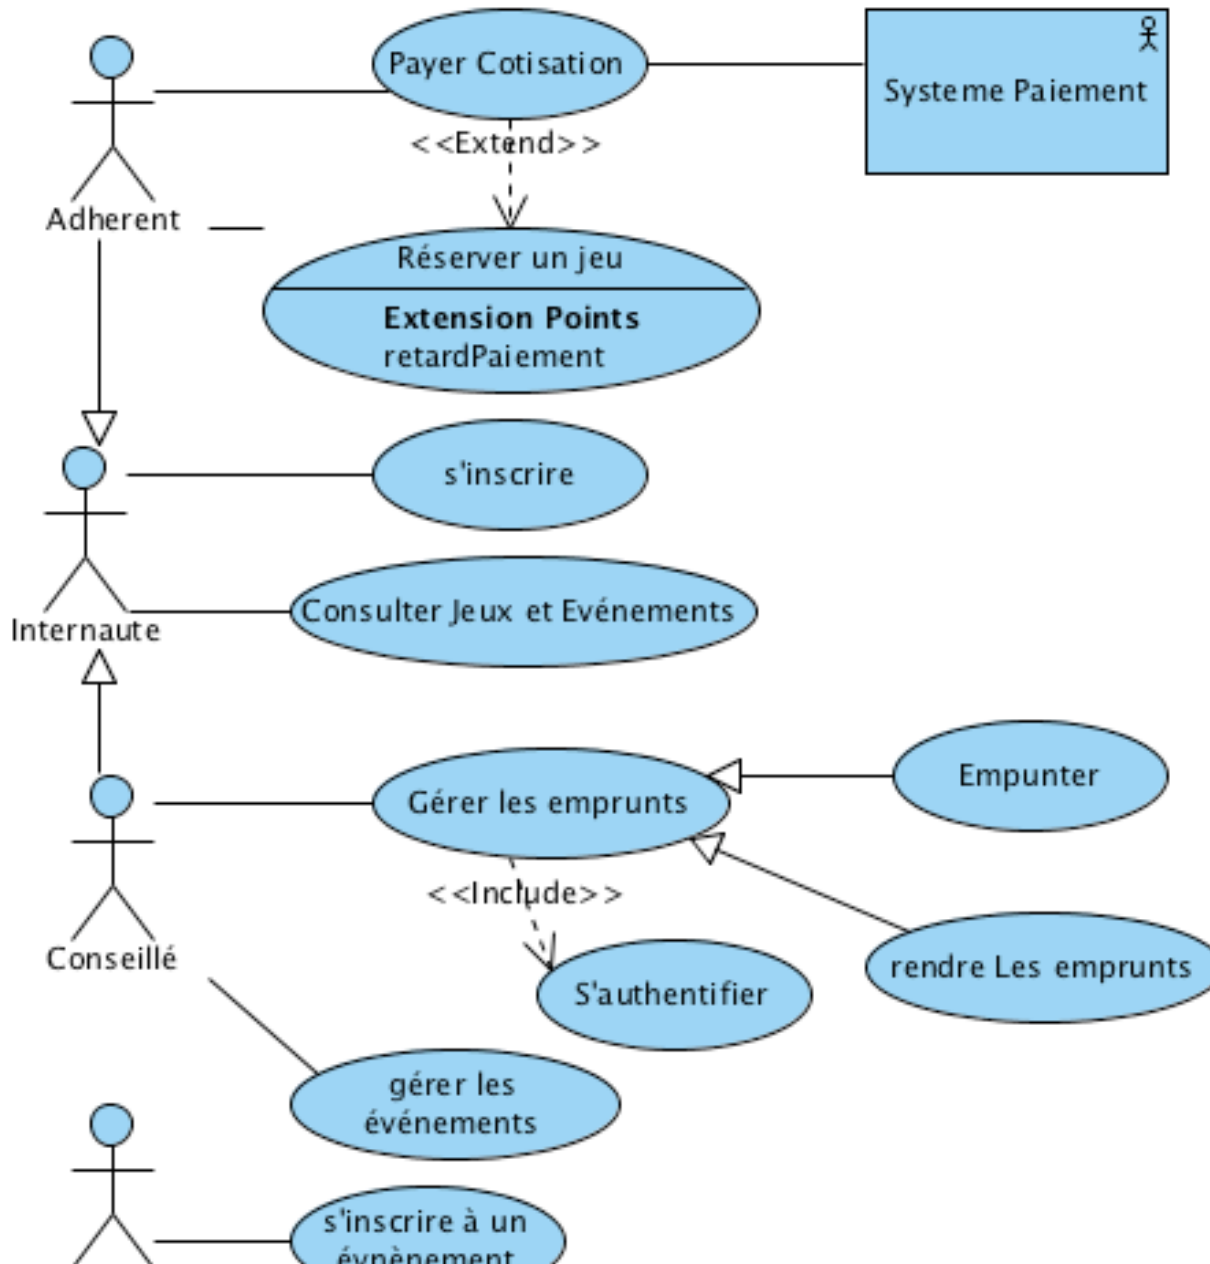 Payer Cotisation
Systeme Paiement
<<Extend>>
Adherent
Réserver un jeu
Extension Points
retardPaiement
s'inscrire
Consulter Jeux et Evénements
Internaute
Empunter
Gérer les emprunts
<<Include>>
Conseillé
rendre Les emprunts
S'authentifier
gérer les
événements
s'inscrire à un
évnènement